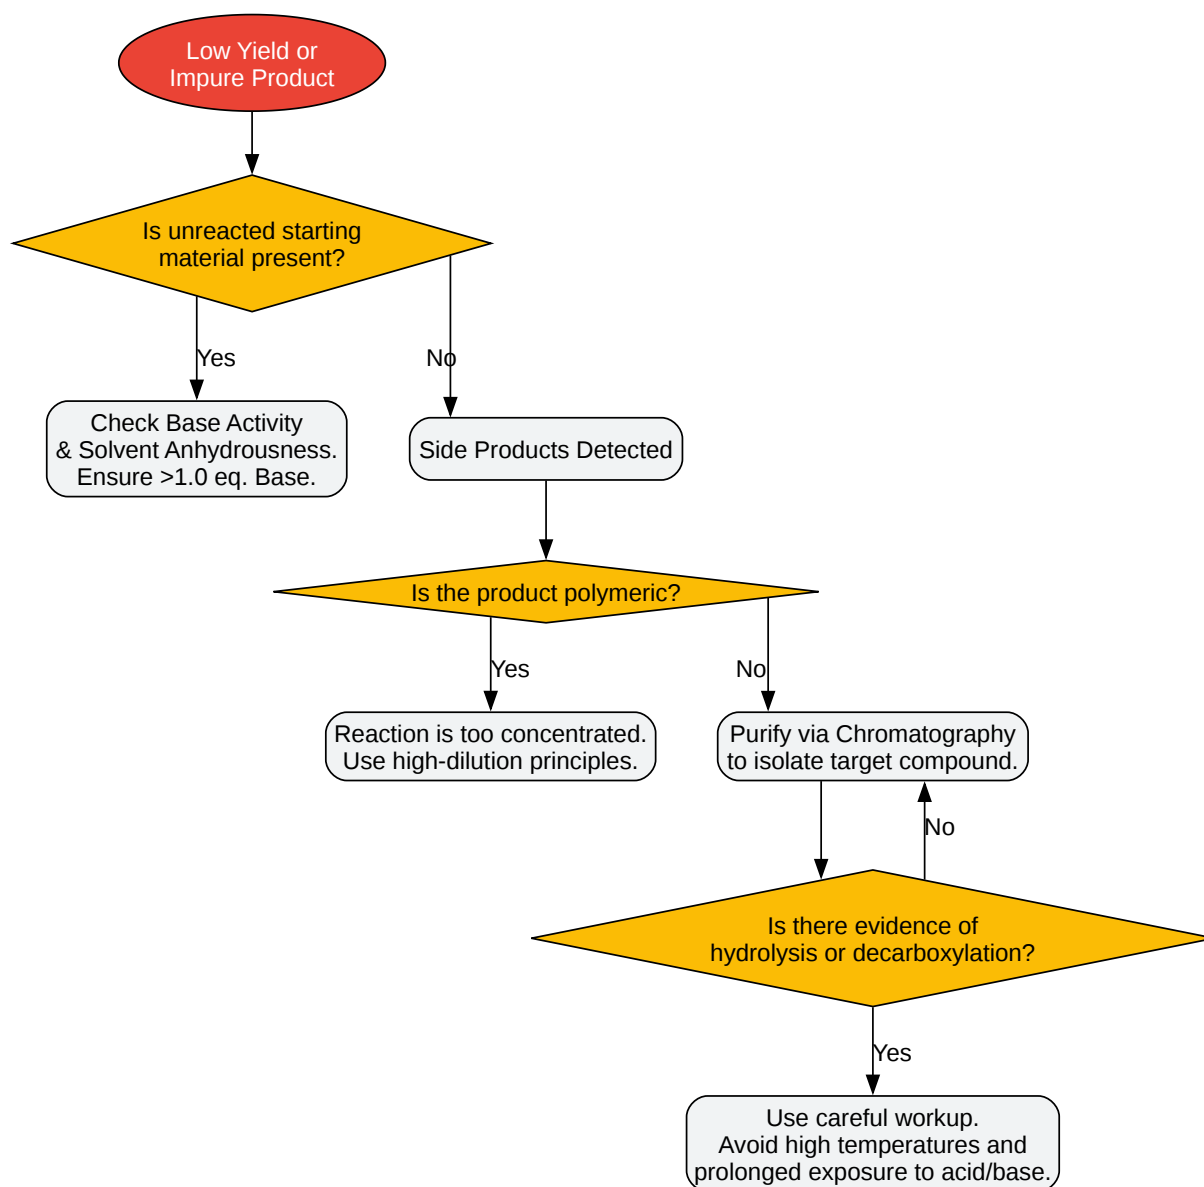 Low Yield or
Impure Product
Is unreacted starting
material present?
Yes
No
Check Base Activity
& Solvent Anhydrousness.
Ensure >1.0 eq. Base.
Side Products Detected
Is the product polymeric?
Yes
No
Reaction is too concentrated.
Use high-dilution principles.
Purify via Chromatography
to isolate target compound.
No
Is there evidence of
hydrolysis or decarboxylation?
Yes
Use careful workup.
Avoid high temperatures and
prolonged exposure to acid/base.